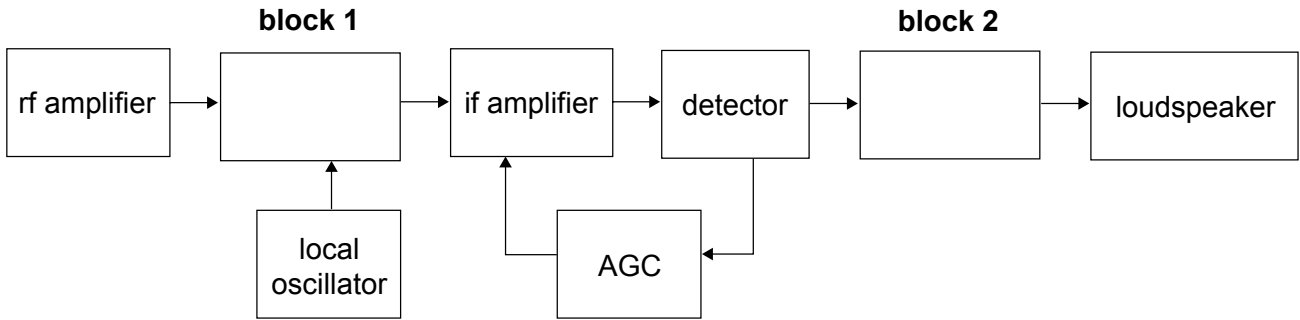 block 1
block 2
rf amplifier
if amplifier
detector
loudspeaker
local
oscillator
AGC